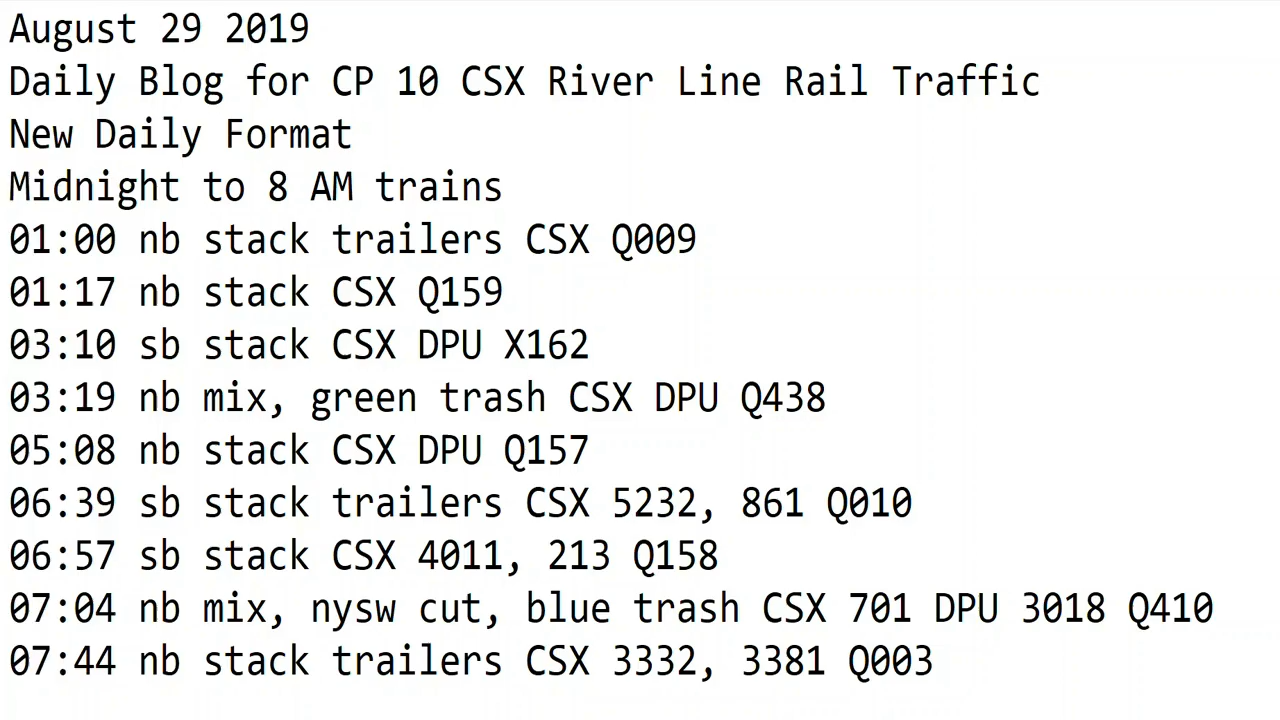 August 29 2019
Daily Blog for CP 10 CSX River Line Rail Traffic
New Daily Format
Midnight to 8 AM trains
01:00 nb stack trailers CSX Q009
01:17 nb stack CSX Q159
03:10 sb stack CSX DPU X162
03:19 nb mix, green trash CSX DPU Q438
05:08 nb stack CSX DPU Q157
06:39 sb stack trailers CSX 5232, 861 Q010
06:57 sb stack CSX 4011, 213 Q158
07:04 nb mix, nysw cut, blue trash CSX 701 DPU 3018 Q410
07:44 nb stack trailers CSX 3332, 3381 Q003